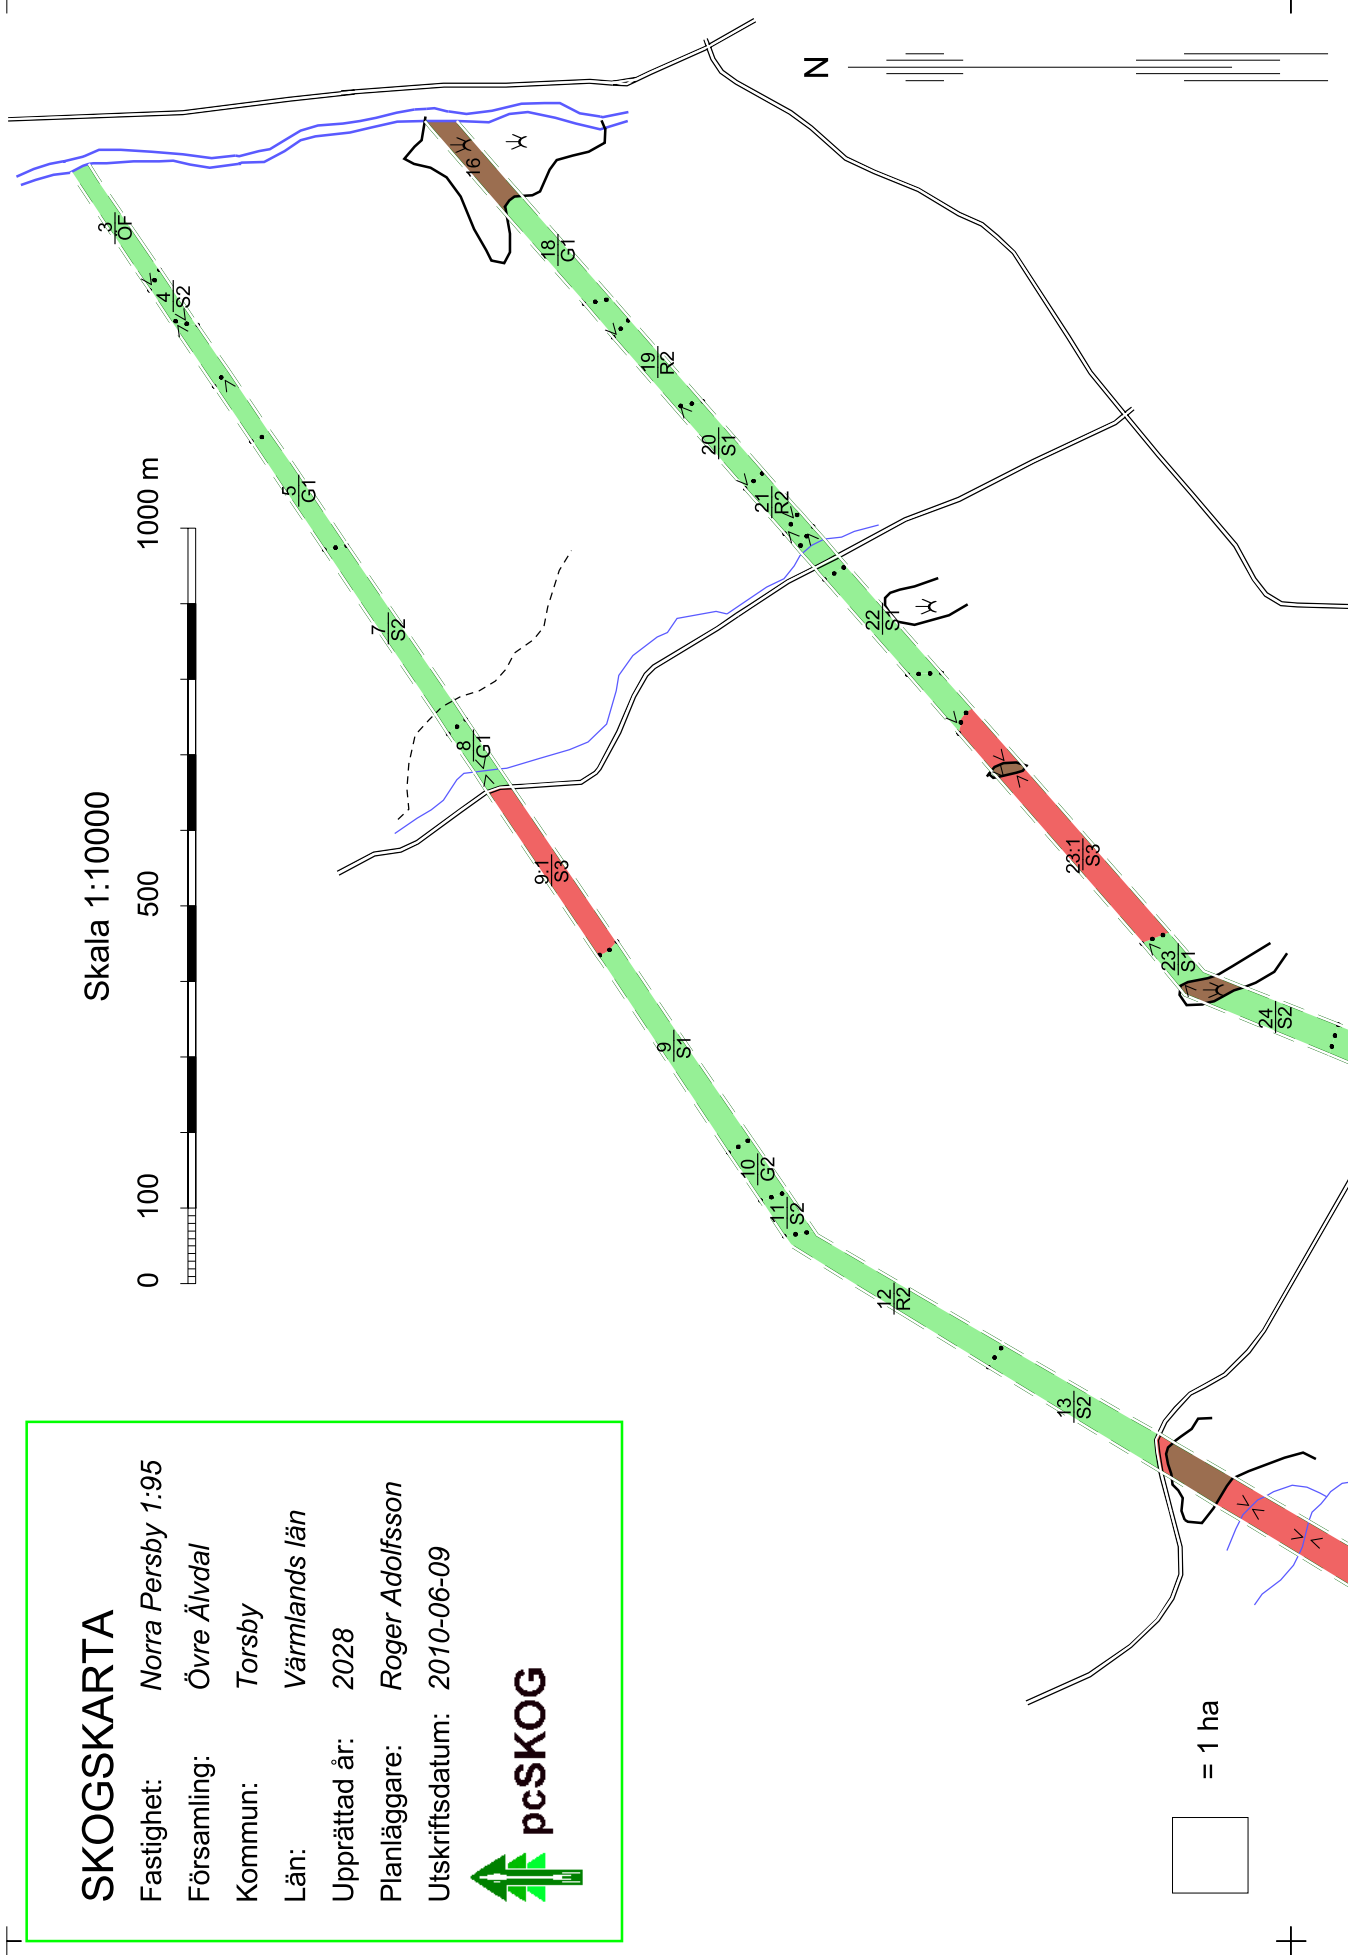 SKOGSKARTA
Fastighet: Norra Persby 1:95
Församling: Övre Älvdal
Kommun: Torsby
Län: Värmlands län
Upprättad år: 2028
Planläggare: Roger Adolfsson
Utskriftsdatum: 2010-06-09
pcSKOG
Skala 1:10000
0 100 500 1000 m
= 1 ha
N
3
ÖF
4
S2
5
G1
7
S2
8
G1
9:1
S3
9
S1
10
G2
11
S2
12
R2
13
S2
16
18
G1
19
R2
20
S1
21
R2
22
S1
23:1
S3
23
S1
24
S2